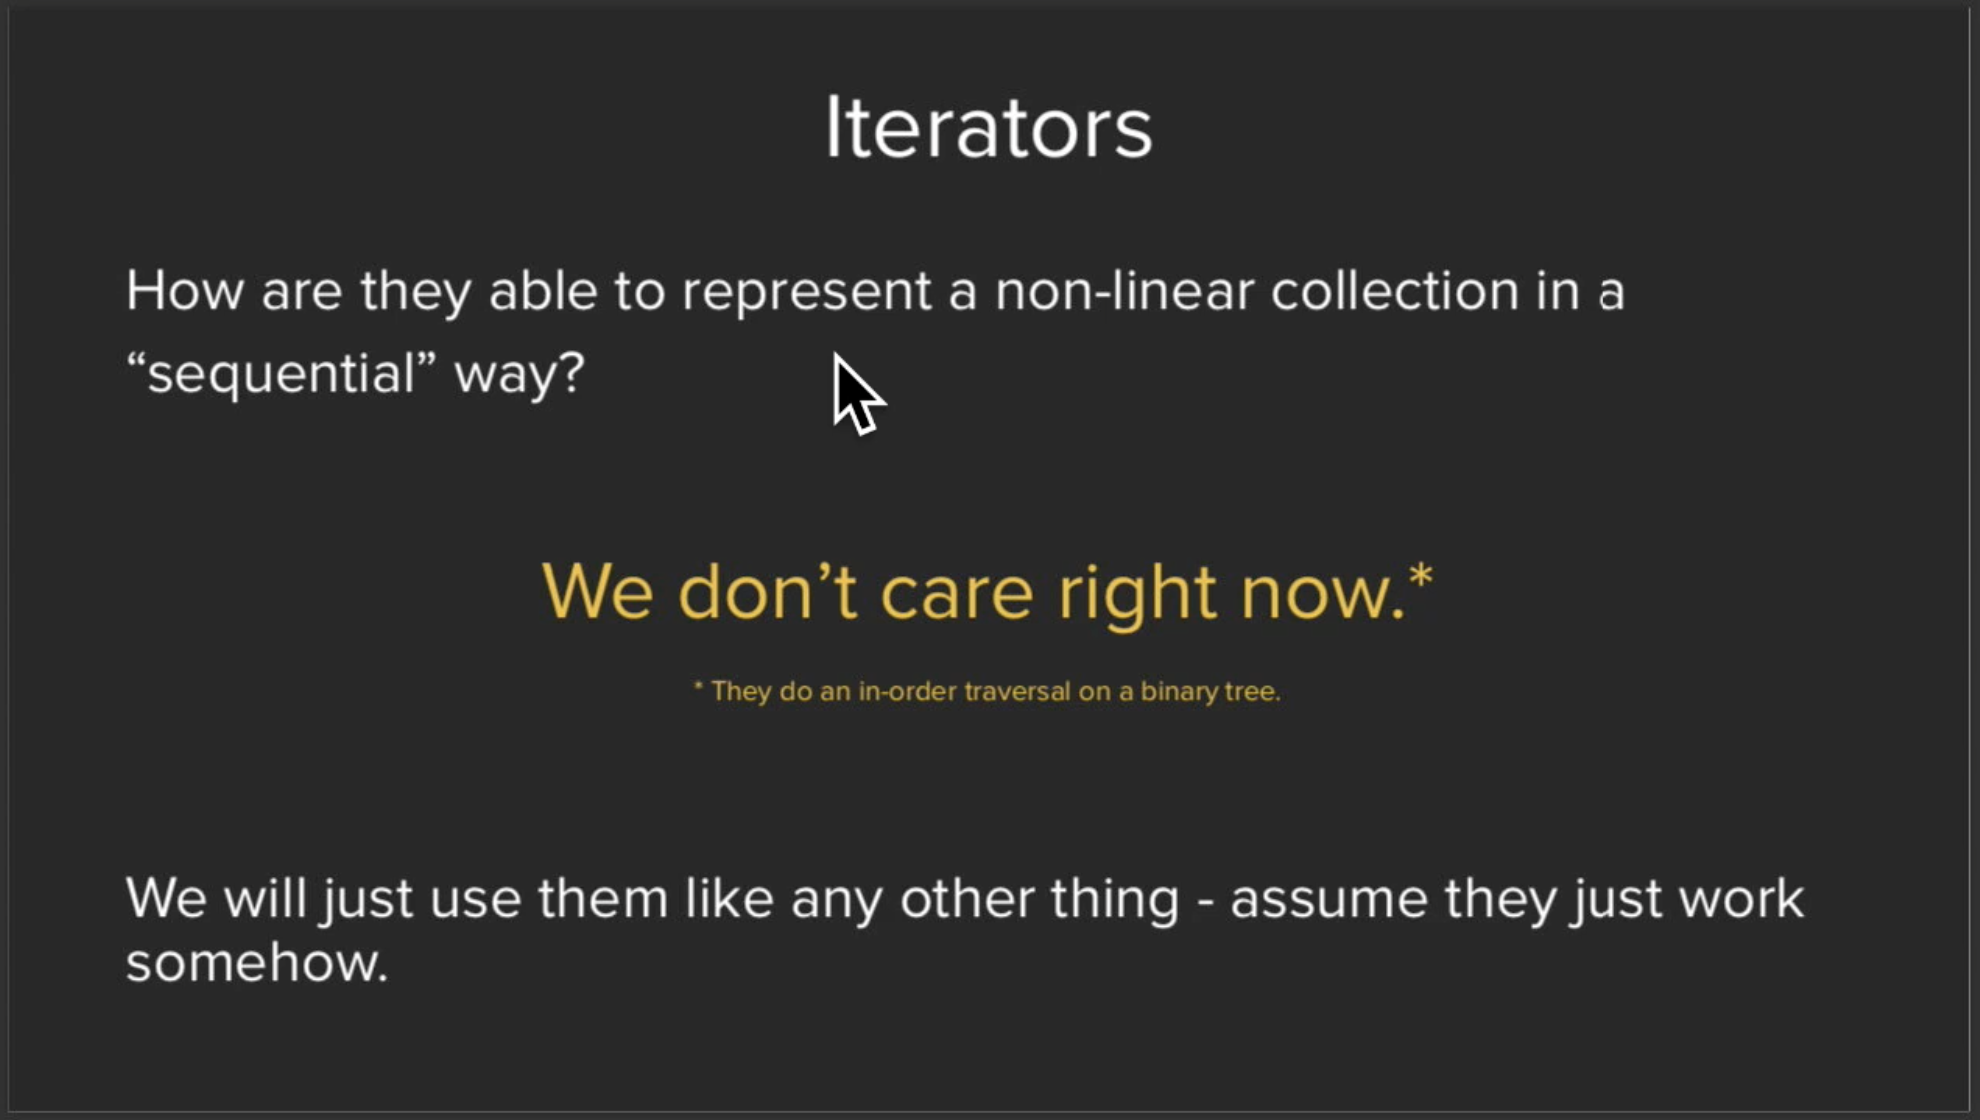 Iterators
How are they able to represent a non-linear collection in a
“sequential” way?
We don’t care right now.*
* They do an in-order traversal on a binary tree.
We will just use them like any other thing - assume they just work
somehow.